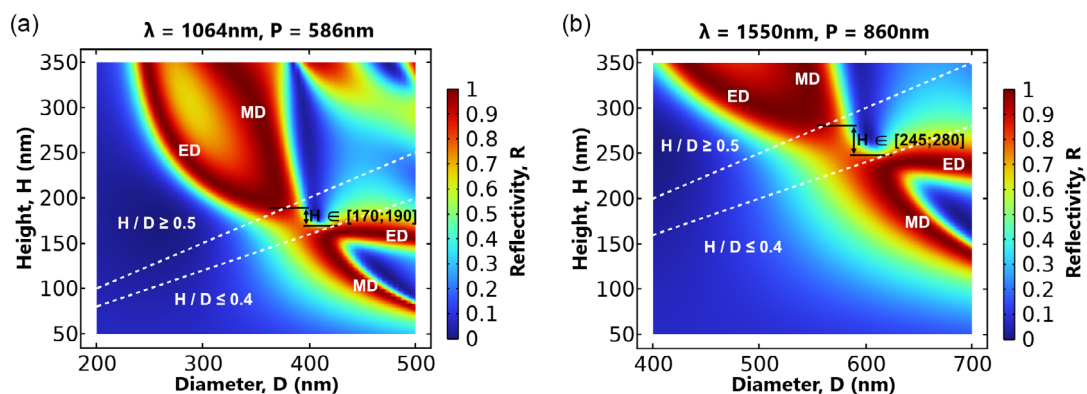 (a)
λ = 1064nm, P = 586nm
Height, H (nm)
350
300
250
200
150
100
50
ED
MD
H / D ≥ 0.5
H ∈ [170;190]
ED
MD
H / D ≤ 0.4
200
300
400
500
Diameter, D (nm)
1
0.9
0.8
0.7
0.6
0.5
0.4
0.3
0.2
0.1
0
Reflectivity, R
(b)
λ = 1550nm, P = 860nm
Height, H (nm)
350
300
250
200
150
100
50
ED
MD
H / D ≥ 0.5
H ∈ [245;280]
ED
MD
H / D ≤ 0.4
400
500
600
700
Diameter, D (nm)
1
0.9
0.8
0.7
0.6
0.5
0.4
0.3
0.2
0.1
0
Reflectivity, R